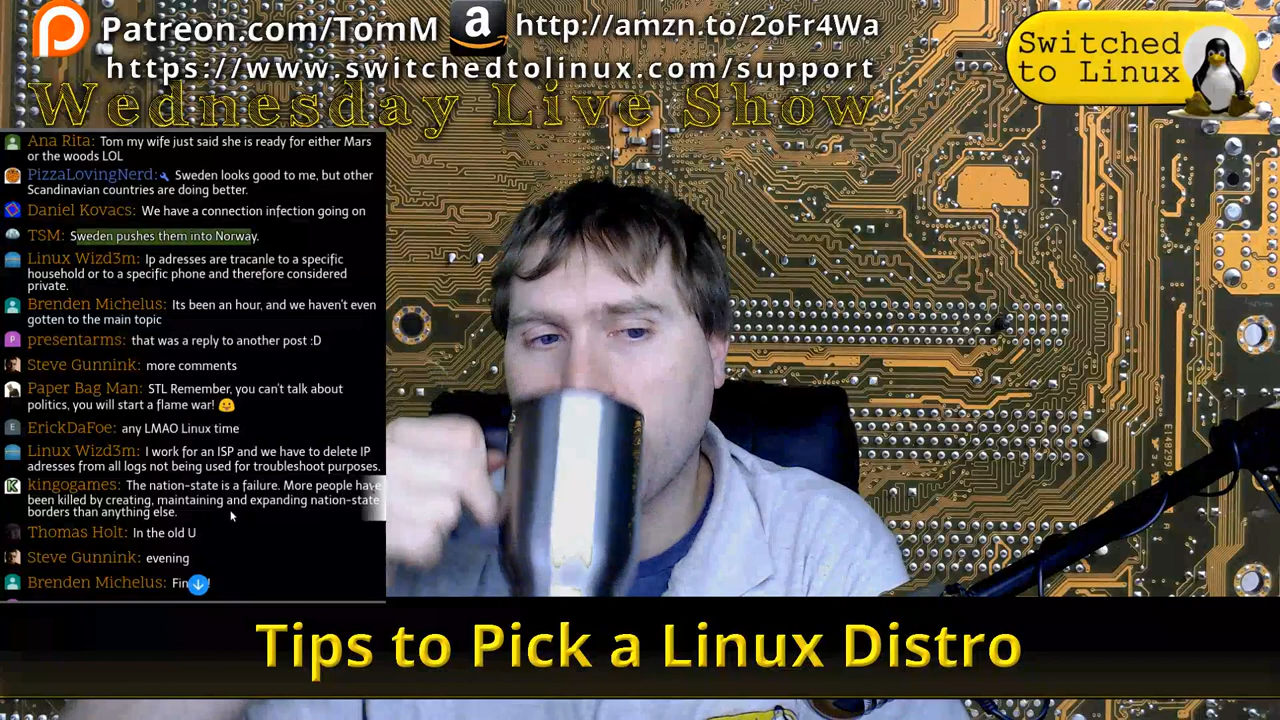 Patreon.com/TomM
http://amzn.to/2oFr4Wa
https://www.switchedtolinux.com/support
Switched
to Linux
Wednesday Live Show
Ana Rita: Tom my wife just said she is ready for either Mars
or the woods LOL
PizzaLovingNerd: Sweden looks good to me, but other
Scandinavian countries are doing better.
Daniel Kovacs: We have a connection infection going on
TSM: Sweden pushes them into Norway.
Linux Wizd3m: Ip adresses are tracanle to a specific
household or to a specific phone and therefore considered
private.
Brenden Michelus: Its been an hour, and we haven't even
gotten to the main topic
presentarms: that was a reply to another post :D
Steve Gunnink: more comments
Paper Bag Man: STL Remember, you can't talk about
politics, you will start a flame war!
ErickDaFoe: any LMAO Linux time
Linux Wizd3m: I work for an ISP and we have to delete IP
adresses from all logs not being used for troubleshoot purposes.
kingogames: The nation-state is a failure. More people have
been killed by creating, maintaining and expanding nation-state
borders than anything else.
Thomas Holt: In the old U
Steve Gunnink: evening
Brenden Michelus:
E148299
Tips to Pick a Linux Distro